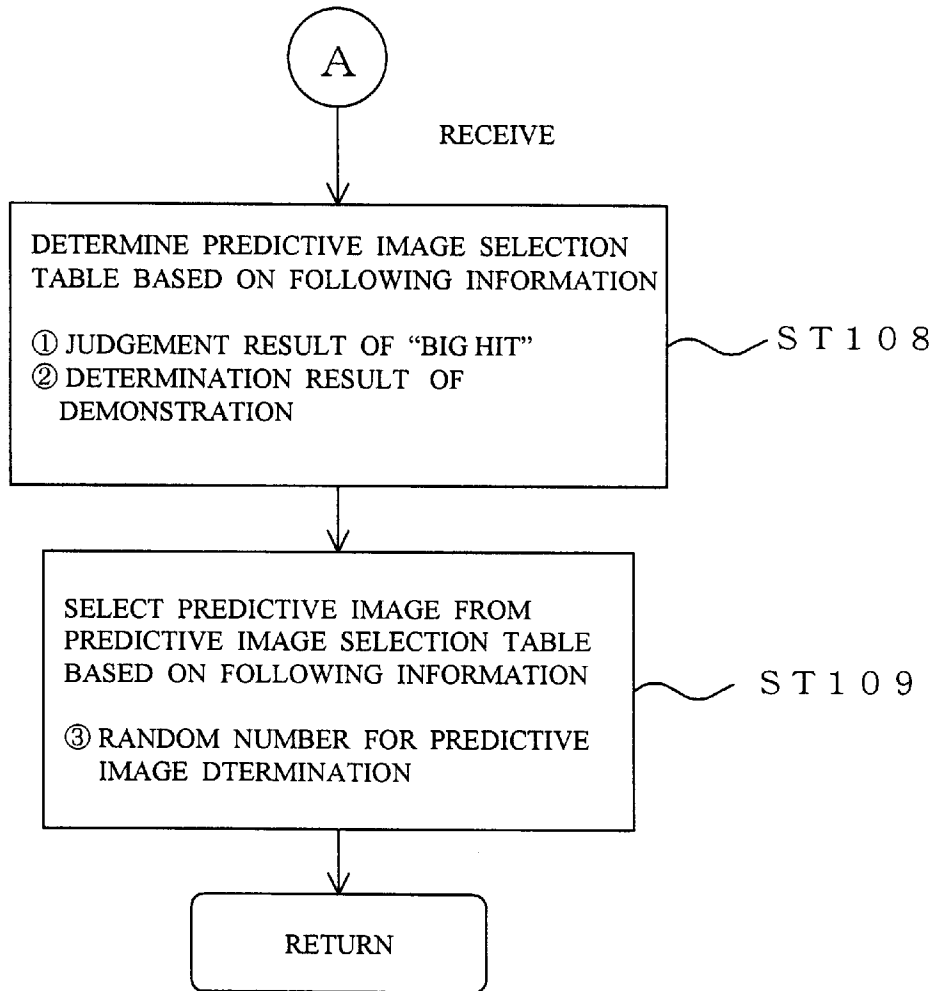 A
RECEIVE
DETERMINE PREDICTIVE IMAGE SELECTION
TABLE BASED ON FOLLOWING INFORMATION
① JUDGEMENT RESULT OF “BIG HIT”
② DETERMINATION RESULT OF
DEMONSTRATION
ST108
SELECT PREDICTIVE IMAGE FROM
PREDICTIVE IMAGE SELECTION TABLE
BASED ON FOLLOWING INFORMATION
③ RANDOM NUMBER FOR PREDICTIVE
IMAGE DTERMINATION
ST109
RETURN